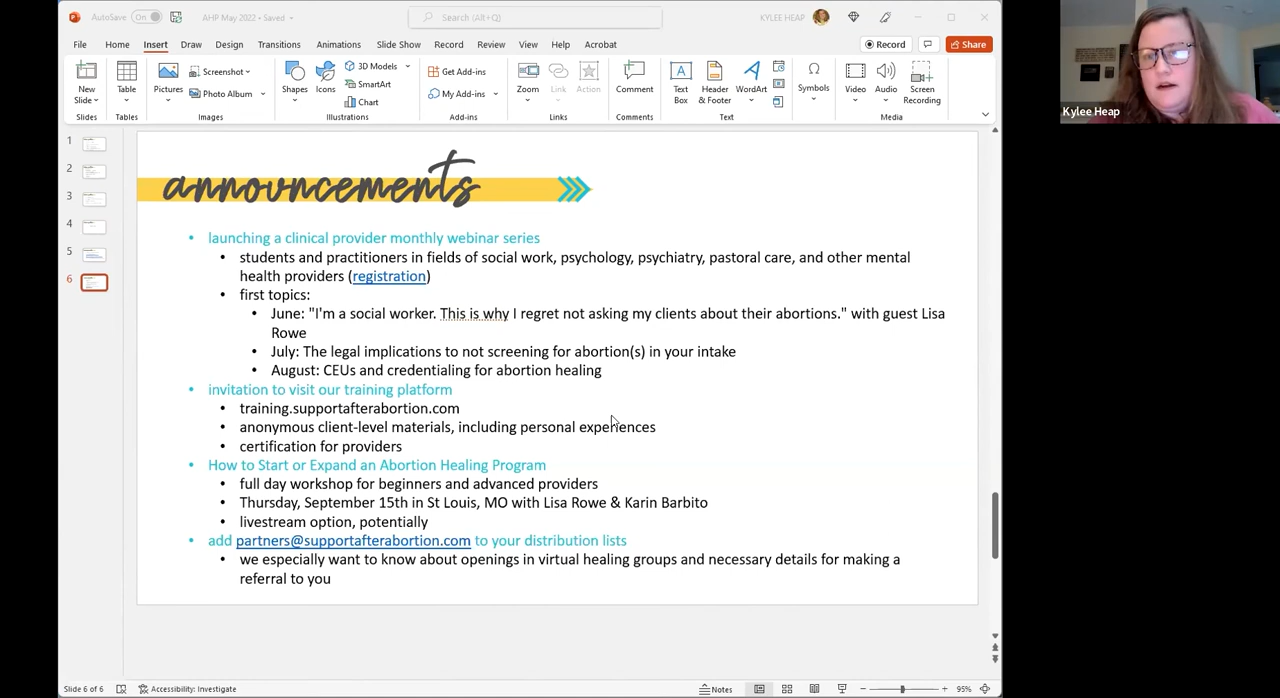 AutoSave On AHP May 2022 • Saved Search (Alt+Q) KYLEE HEAP
File Home Insert Draw Design Transitions Animations Slide Show Record Review View Help Acrobat Record Share
New Slide Table Pictures Screenshot Photo Album Shapes Icons 3D Models SmartArt Chart Get Add-ins My Add-ins Zoom Link Action Comment Text Box Header & Footer WordArt Symbols Video Audio Screen Recording
Slides Tables Images Illustrations Add-ins Links Comments Text Media
Kylee Heap
1
2
3
4
5
6
announcements
• launching a clinical provider monthly webinar series
• students and practitioners in fields of social work, psychology, psychiatry, pastoral care, and other mental
health providers (registration)
• first topics:
• June: "I'm a social worker. This is why I regret not asking my clients about their abortions." with guest Lisa
Rowe
• July: The legal implications to not screening for abortion(s) in your intake
• August: CEUs and credentialing for abortion healing
• invitation to visit our training platform
• training.supportafterabortion.com
• anonymous client-level materials, including personal experiences
• certification for providers
• How to Start or Expand an Abortion Healing Program
• full day workshop for beginners and advanced providers
• Thursday, September 15th in St Louis, MO with Lisa Rowe & Karin Barbito
• livestream option, potentially
• add partners@supportafterabortion.com to your distribution lists
• we especially want to know about openings in virtual healing groups and necessary details for making a
referral to you
Slide 6 of 6 Accessibility: Investigate Notes 95%